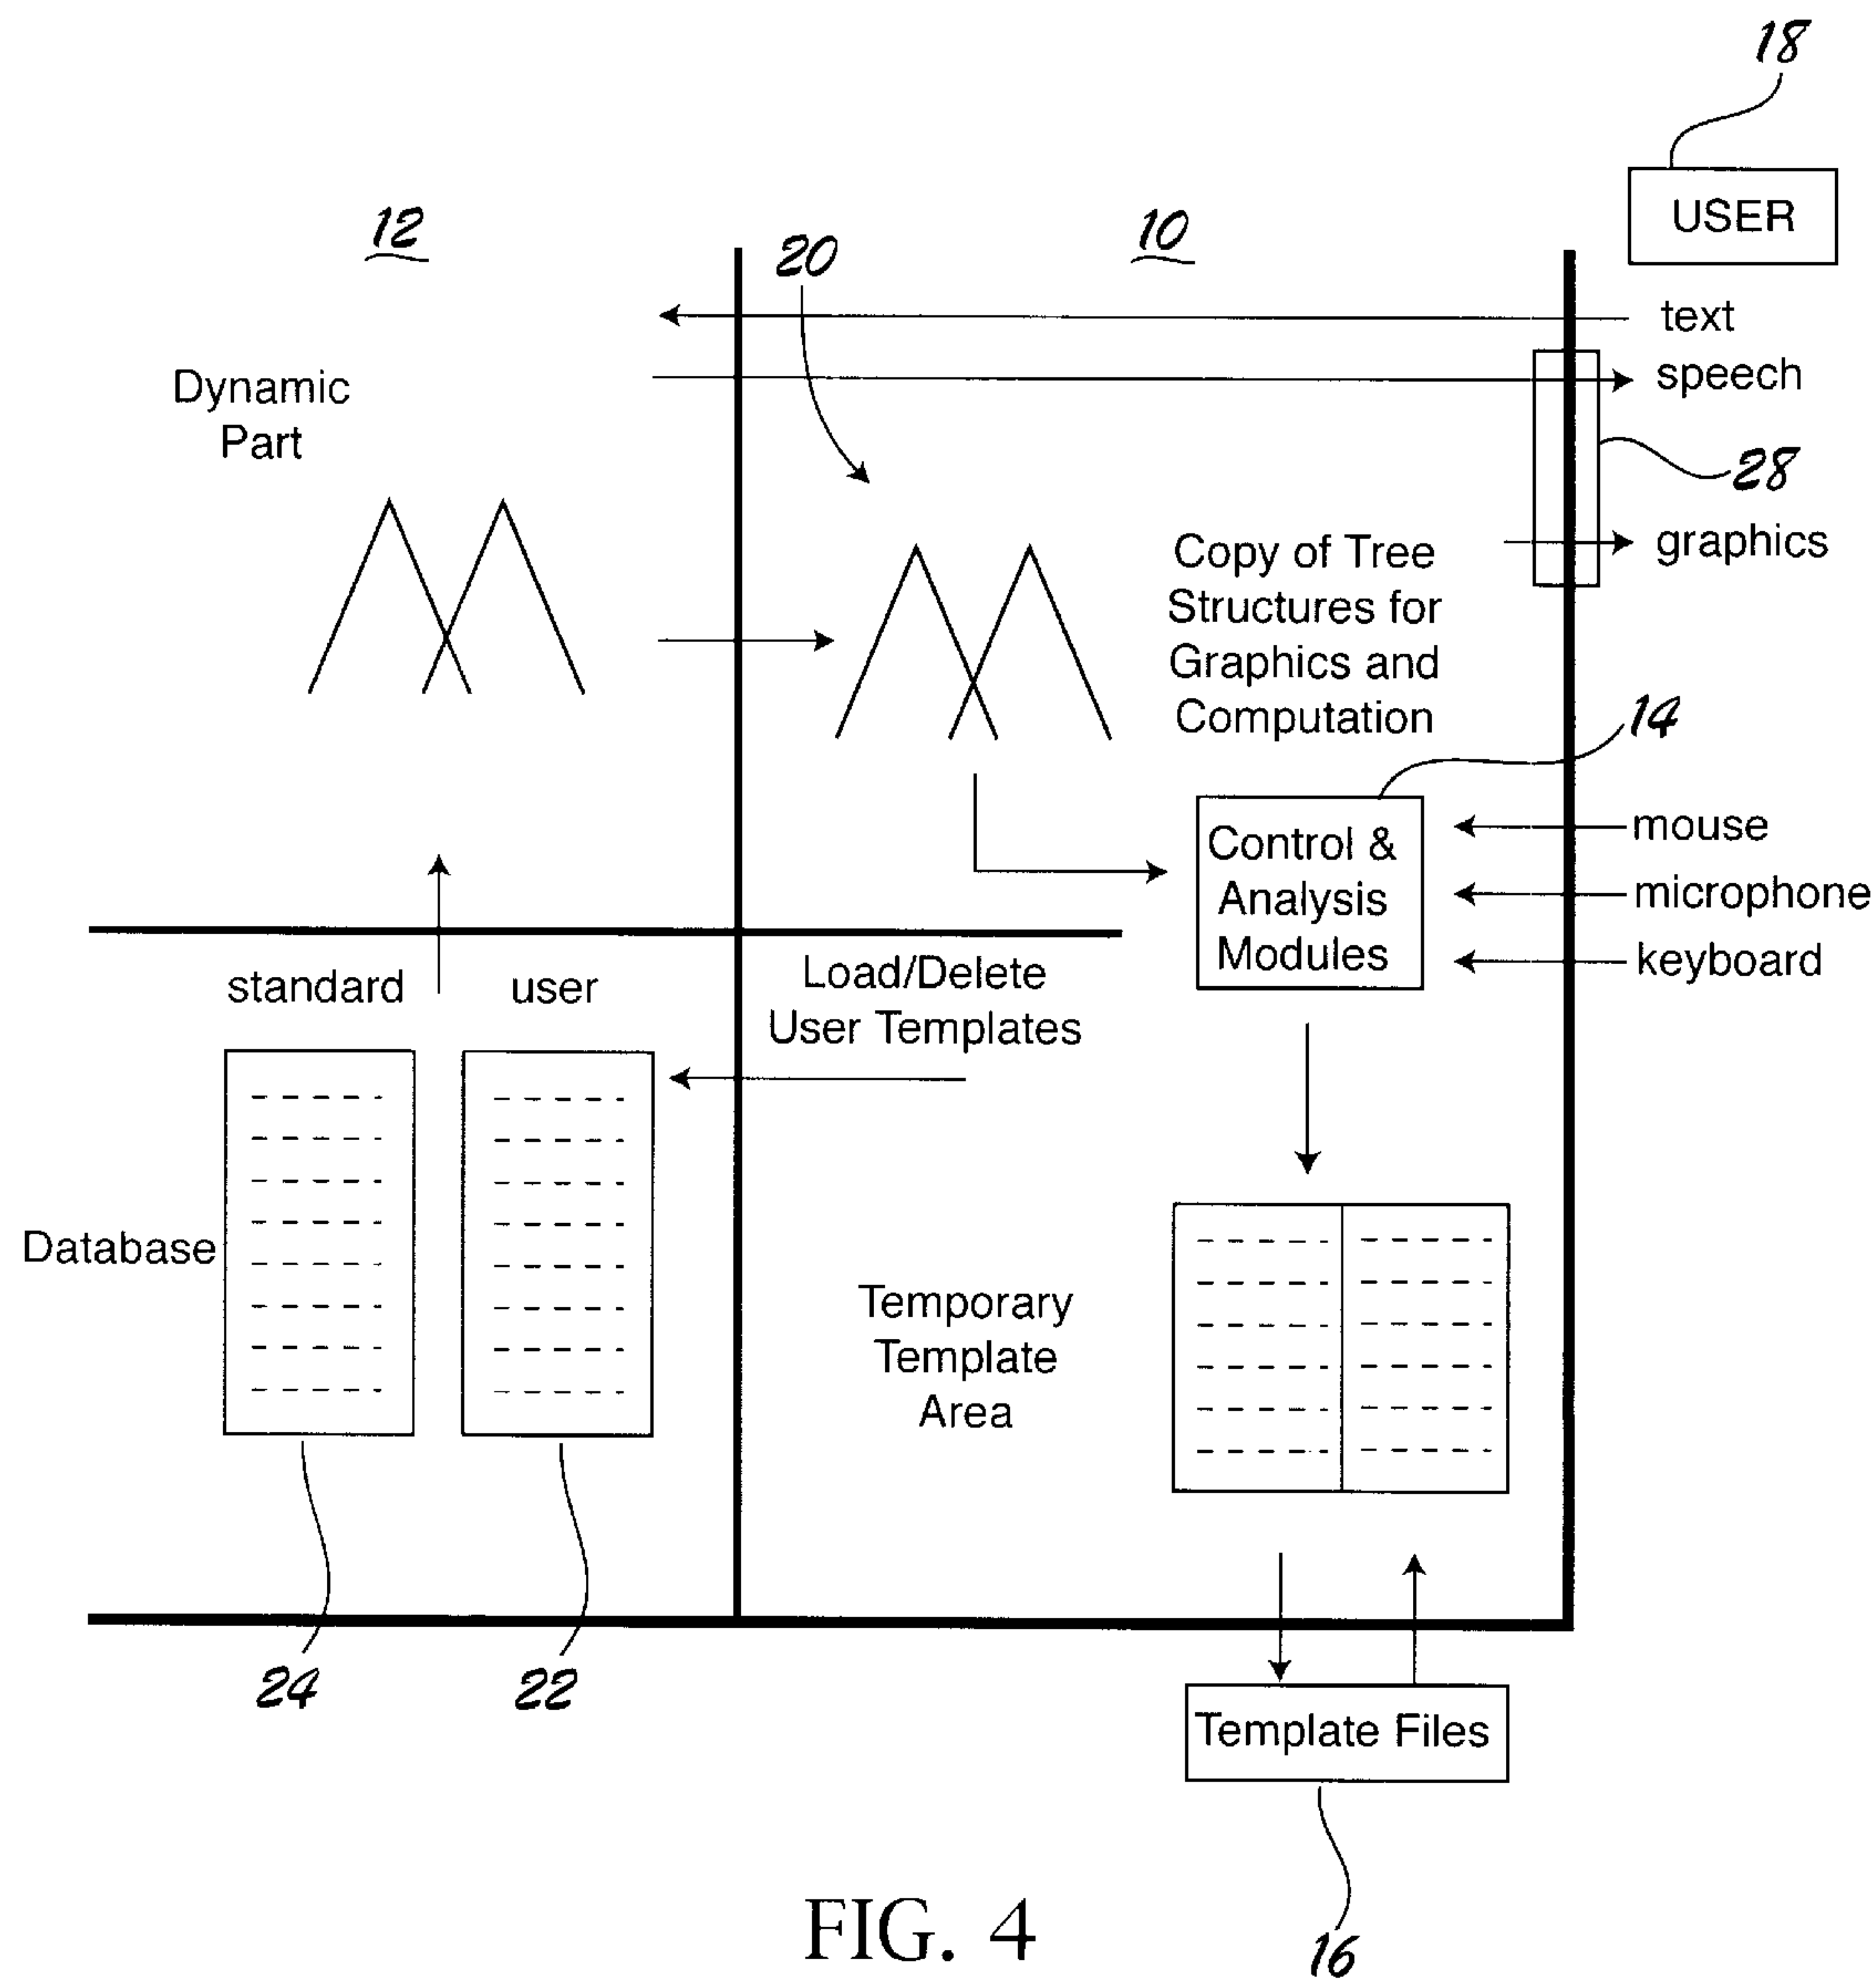 18
USER
12
20
10
text
speech
28
graphics
Dynamic
Part
Copy of Tree
Structures for
Graphics and
Computation
14
Control &
Analysis
Modules
mouse
microphone
keyboard
standard
user
Load/Delete
User Templates
Database
Temporary
Template
Area
24
22
Template Files
16
FIG. 4